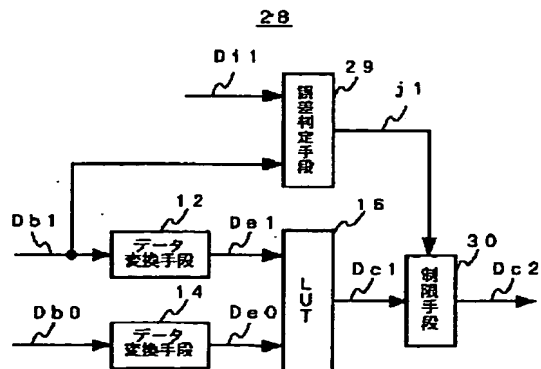 28
Di1
29
誤差判定手段
j1
12
Db1
データ
変換手段
De1
16
LUT
30
制限手段
Dc1
Dc2
14
Db0
データ
変換手段
De0